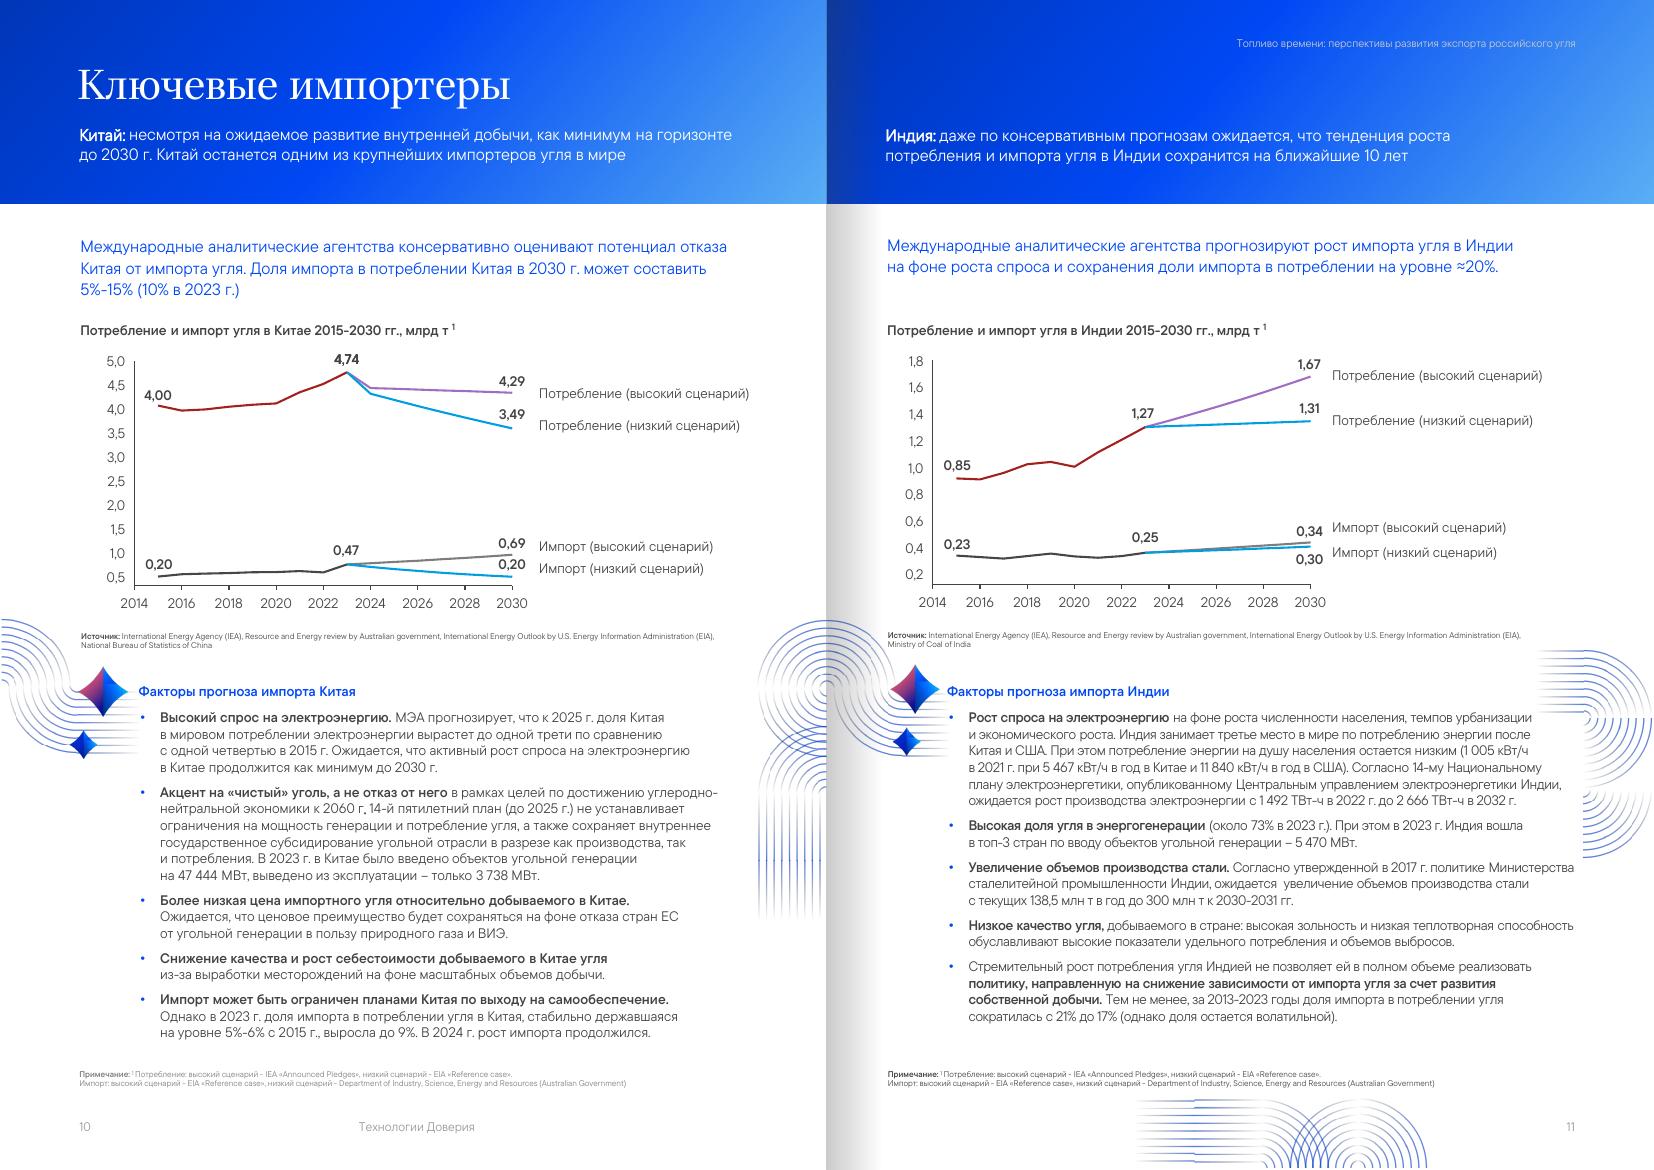 Ключевые импортеры
Китай: несмотря на ожидаемое развитие внутренней добычи, как минимум на горизонте
до 2030 г. Китай останется одним из крупнейших импортеров угля в мире
Международные аналитические агентства консервативно оценивают потенциал отказа
Китая от импорта угля. Доля импорта в потреблении Китая в 2030 г. может составить
5%-15% (10% в 2023 г.)
Потребление и импорт угля в Китае 2015-2030 гг., млрд т ¹
5,0
4,5
4,0
3,5
3,0
2,5
2,0
1,5
1,0
0,5
4,00
4,74
4,29
3,49
Потребление (высокий сценарий)
Потребление (низкий сценарий)
0,20
0,47
0,69
0,20
Импорт (высокий сценарий)
Импорт (низкий сценарий)
2014 2016 2018 2020 2022 2024 2026 2028 2030
Источник: International Energy Agency (IEA), Resource and Energy review by Australian government, International Energy Outlook by U.S. Energy Information Administration (EIA),
National Bureau of Statistics of China
Факторы прогноза импорта Китая
• Высокий спрос на электроэнергию. МЭА прогнозирует, что к 2025 г. доля Китая
в мировом потреблении электроэнергии вырастет до одной трети по сравнению
с одной четвертью в 2015 г. Ожидается, что активный рост спроса на электроэнергию
в Китае продолжится как минимум до 2030 г.
• Акцент на «чистый» уголь, а не отказ от него в рамках целей по достижению углеродно-
нейтральной экономики к 2060 г, 14-й пятилетний план (до 2025 г.) не устанавливает
ограничения на мощность генерации и потребление угля, а также сохраняет внутреннее
государственное субсидирование угольной отрасли в разрезе как производства, так
и потребления. В 2023 г. в Китае было введено объектов угольной генерации
на 47 444 МВт, выведено из эксплуатации – только 3 738 МВт.
• Более низкая цена импортного угля относительно добываемого в Китае.
Ожидается, что ценовое преимущество будет сохраняться на фоне отказа стран ЕС
от угольной генерации в пользу природного газа и ВИЭ.
• Снижение качества и рост себестоимости добываемого в Китае угля
из-за выработки месторождений на фоне масштабных объемов добычи.
• Импорт может быть ограничен планами Китая по выходу на самообеспечение.
Однако в 2023 г. доля импорта в потреблении угля в Китая, стабильно державшаяся
на уровне 5%-6% с 2015 г., выросла до 9%. В 2024 г. рост импорта продолжился.
Примечание: ¹ Потребление: высокий сценарий - IEA «Announced Pledges», низкий сценарий - EIA «Reference case».
Импорт: высокий сценарий - EIA «Reference case», низкий сценарий - Department of Industry, Science, Energy and Resources (Australian Government)
10
Технологии Доверия
Топливо времени: перспективы развития экспорта российского угля
Индия: даже по консервативным прогнозам ожидается, что тенденция роста
потребления и импорта угля в Индии сохранится на ближайшие 10 лет
Международные аналитические агентства прогнозируют рост импорта угля в Индии
на фоне роста спроса и сохранения доли импорта в потреблении на уровне ≈20%.
Потребление и импорт угля в Индии 2015-2030 гг., млрд т ¹
1,8
1,6
1,4
1,2
1,0
0,8
0,6
0,4
0,2
0,85
1,27
1,67
1,31
Потребление (высокий сценарий)
Потребление (низкий сценарий)
0,23
0,25
0,34
0,30
Импорт (высокий сценарий)
Импорт (низкий сценарий)
2014 2016 2018 2020 2022 2024 2026 2028 2030
Источник: International Energy Agency (IEA), Resource and Energy review by Australian government, International Energy Outlook by U.S. Energy Information Administration (EIA),
Ministry of Coal of India
Факторы прогноза импорта Индии
• Рост спроса на электроэнергию на фоне роста численности населения, темпов урбанизации
и экономического роста. Индия занимает третье место в мире по потреблению энергии после
Китая и США. При этом потребление энергии на душу населения остается низким (1 005 кВт/ч
в 2021 г. при 5 467 кВт/ч в год в Китае и 11 840 кВт/ч в год в США). Согласно 14-му Национальному
плану электроэнергетики, опубликованному Центральным управлением электроэнергетики Индии,
ожидается рост производства электроэнергии с 1 492 ТВт-ч в 2022 г. до 2 666 ТВт-ч в 2032 г.
• Высокая доля угля в энергогенерации (около 73% в 2023 г.). При этом в 2023 г. Индия вошла
в топ-3 стран по вводу объектов угольной генерации – 5 470 МВт.
• Увеличение объемов производства стали. Согласно утвержденной в 2017 г. политике Министерства
сталелитейной промышленности Индии, ожидается увеличение объемов производства стали
с текущих 138,5 млн т в год до 300 млн т к 2030-2031 гг.
• Низкое качество угля, добываемого в стране: высокая зольность и низкая теплотворная способность
обуславливают высокие показатели удельного потребления и объемов выбросов.
• Стремительный рост потребления угля Индией не позволяет ей в полном объеме реализовать
политику, направленную на снижение зависимости от импорта угля за счет развития
собственной добычи. Тем не менее, за 2013-2023 годы доля импорта в потреблении угля
сократилась с 21% до 17% (однако доля остается волатильной).
Примечание: ¹ Потребление: высокий сценарий - IEA «Announced Pledges», низкий сценарий - EIA «Reference case».
Импорт: высокий сценарий - EIA «Reference case», низкий сценарий - Department of Industry, Science, Energy and Resources (Australian Government)
11